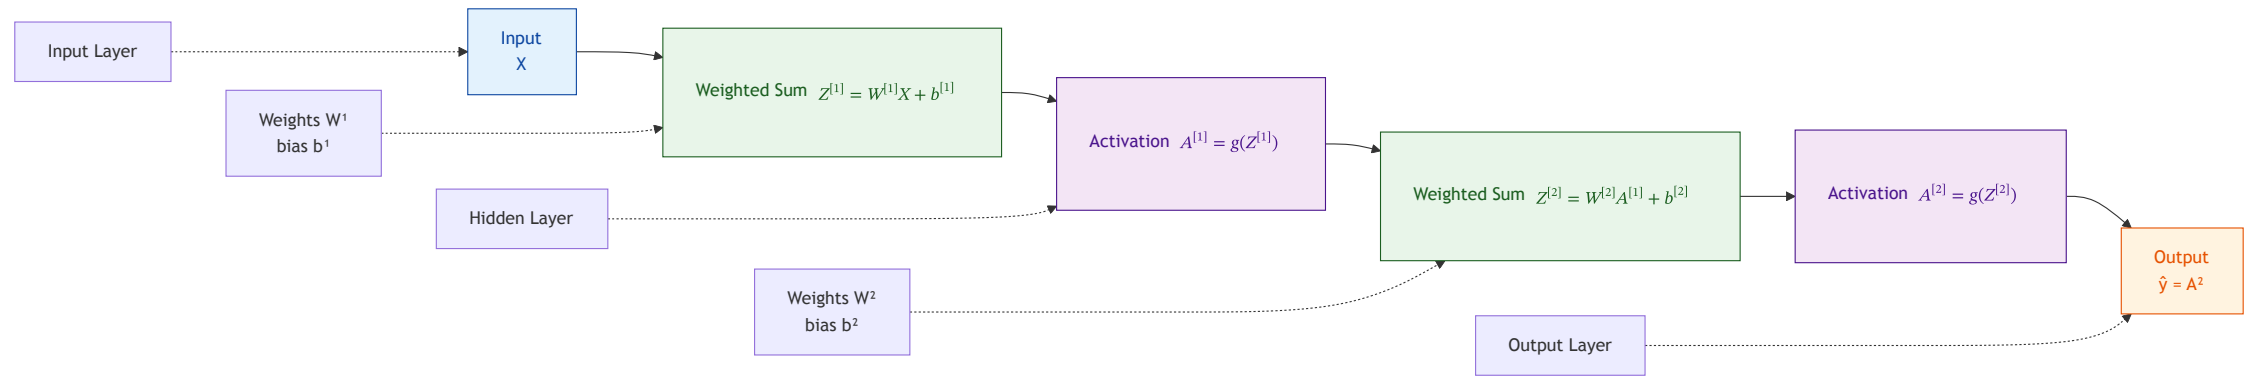 Input Layer
Input
X
Weights W¹
bias b¹
Weighted Sum Z^[1] = W^[1]X + b^[1]
Hidden Layer
Activation A^[1] = g(Z^[1])
Weights W²
bias b²
Weighted Sum Z^[2] = W^[2]A^[1] + b^[2]
Activation A^[2] = g(Z^[2])
Output Layer
Output
ŷ = A²